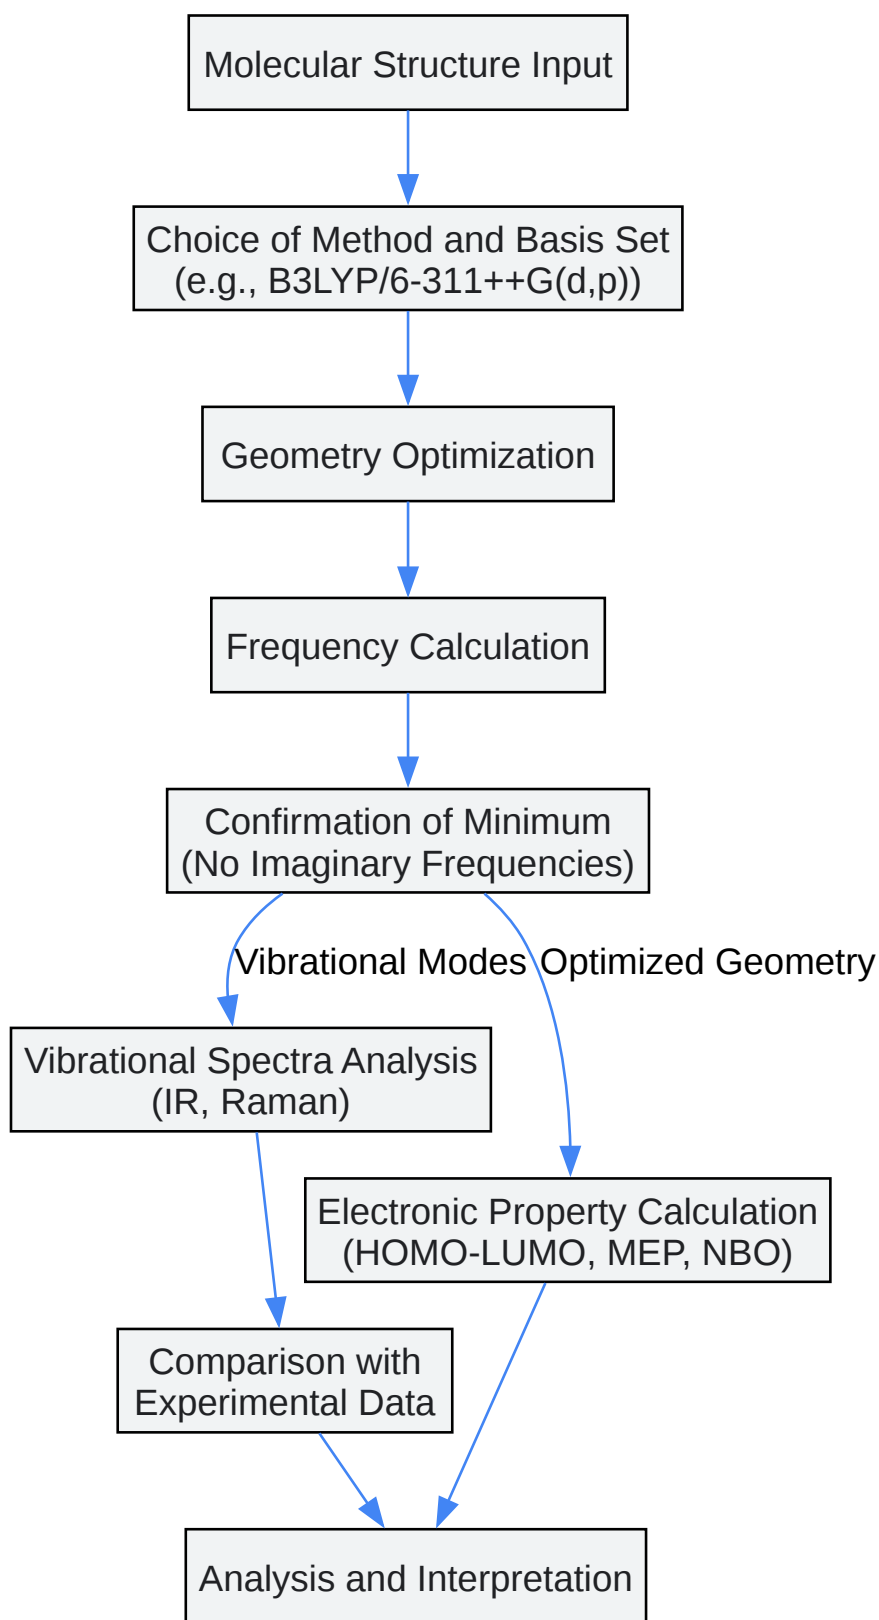 Molecular Structure Input
Choice of Method and Basis Set
(e.g., B3LYP/6-311++G(d,p))
Geometry Optimization
Frequency Calculation
Confirmation of Minimum
(No Imaginary Frequencies)
Vibrational Modes
Optimized Geometry
Vibrational Spectra Analysis
(IR, Raman)
Electronic Property Calculation
(HOMO-LUMO, MEP, NBO)
Comparison with
Experimental Data
Analysis and Interpretation